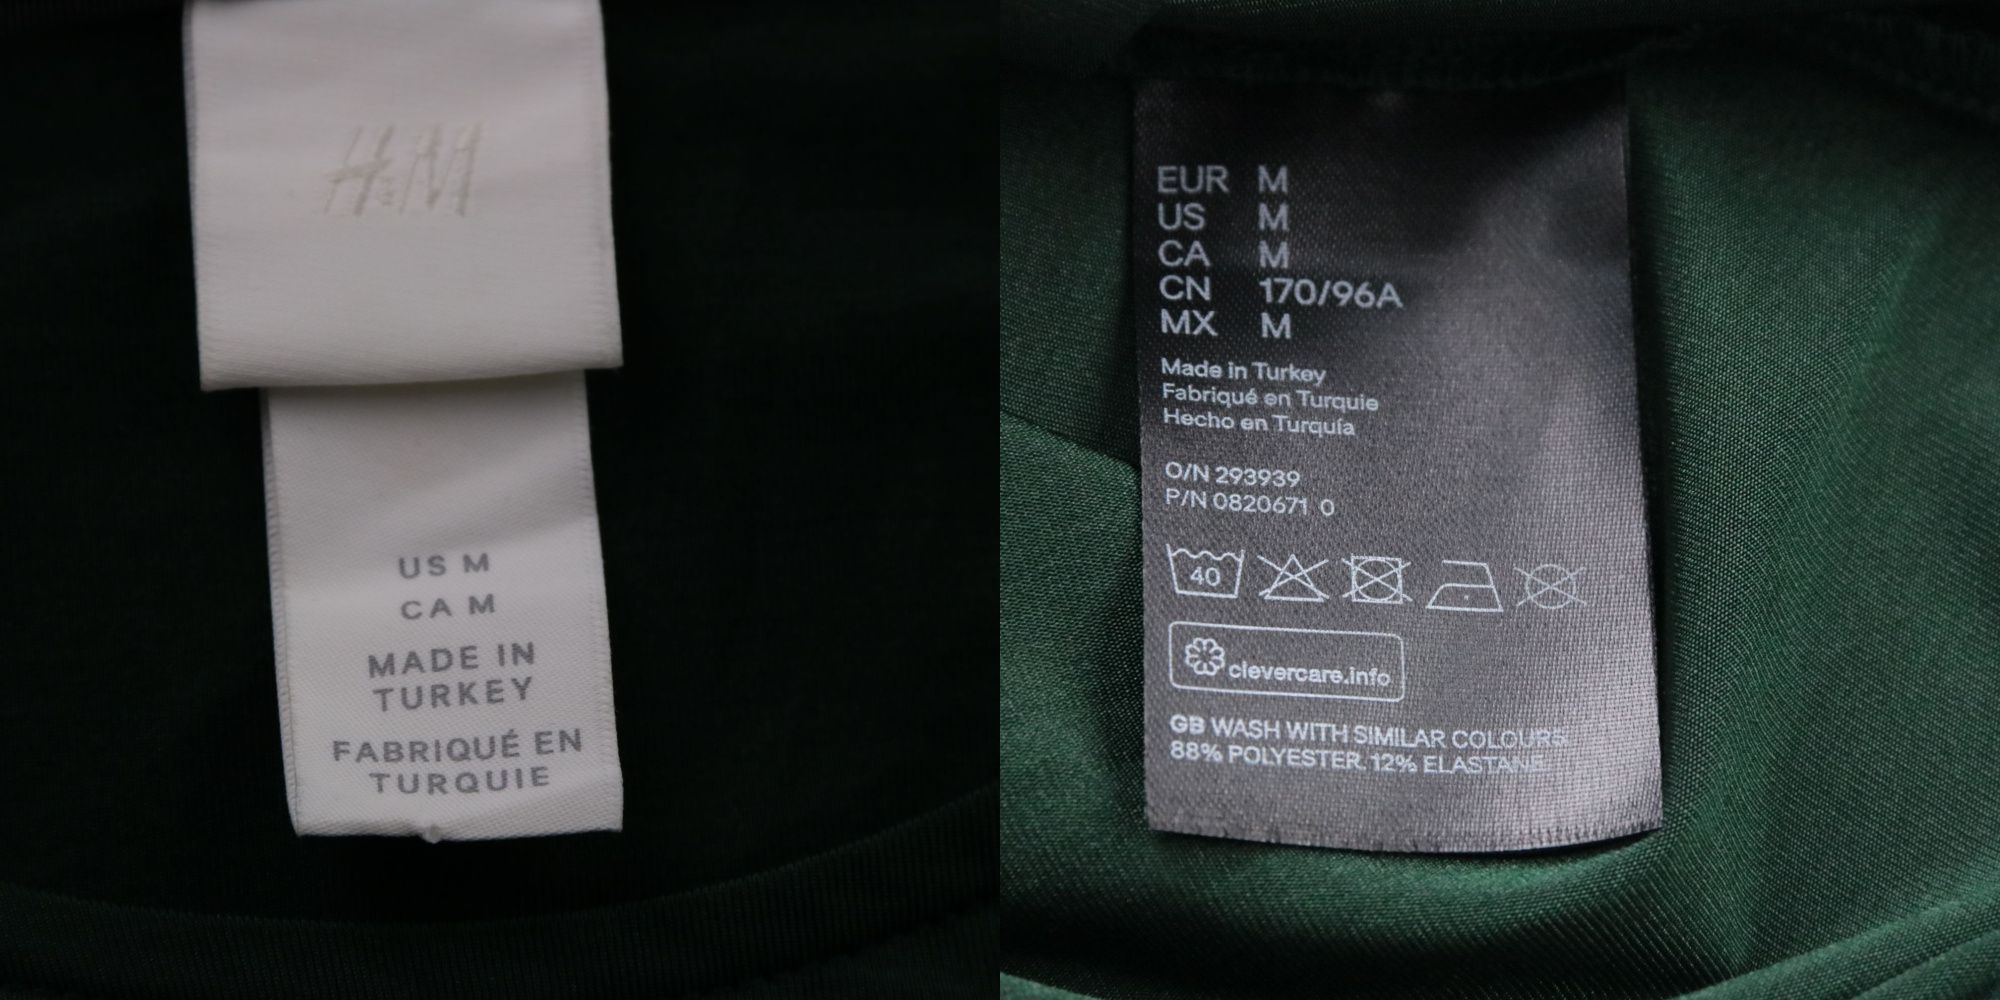 H&M
US M
CA M
MADE IN
TURKEY
FABRIQUÉ EN
TURQUIE
EUR M
US M
CA M
CN 170/96A
MX M
Made in Turkey
Fabriqué en Turquie
Hecho en Turquía
O/N 293939
P/N 0820671 0
40
clevercare.info
GB WASH WITH SIMILAR COLOURS
88% POLYESTER. 12% ELASTANE